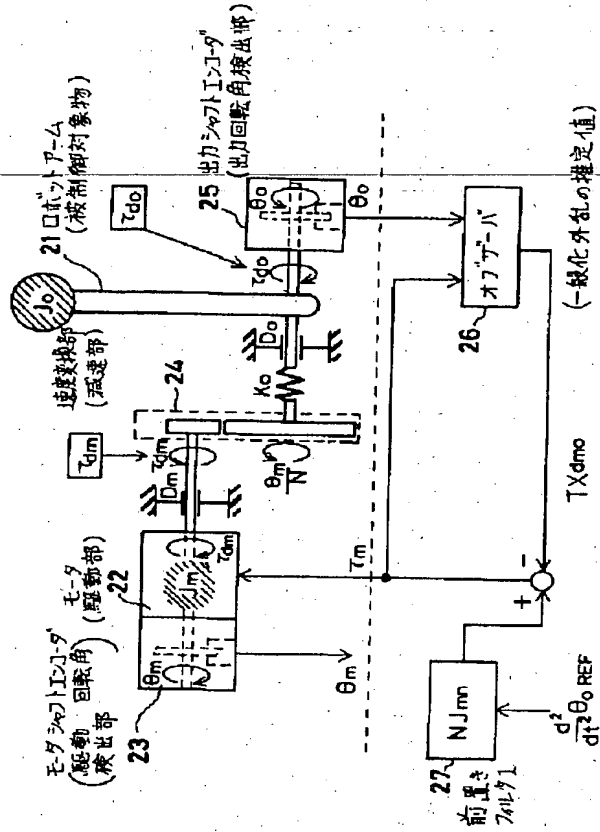 21 ロボットアーム
(被制御対象物)
速度変換部
(減速部)
24
Jo
τdo
τdo
25 出力シャフトエンコーダ
(出力回転角検出部)
θo
θo
Do
Ko
τdm
τdm
Dm
θm
N
モータ
(駆動部)
22
Jm
τdm
モータシャフトエンコーダ
(駆動 回転角)
検出部
23
θm
θm
τm
オブザーバ
26
(一般化外乱の推定値)
TXdmo
+
-
NJmn
27
前置き
フィルタ1
d²
dt² θo REF